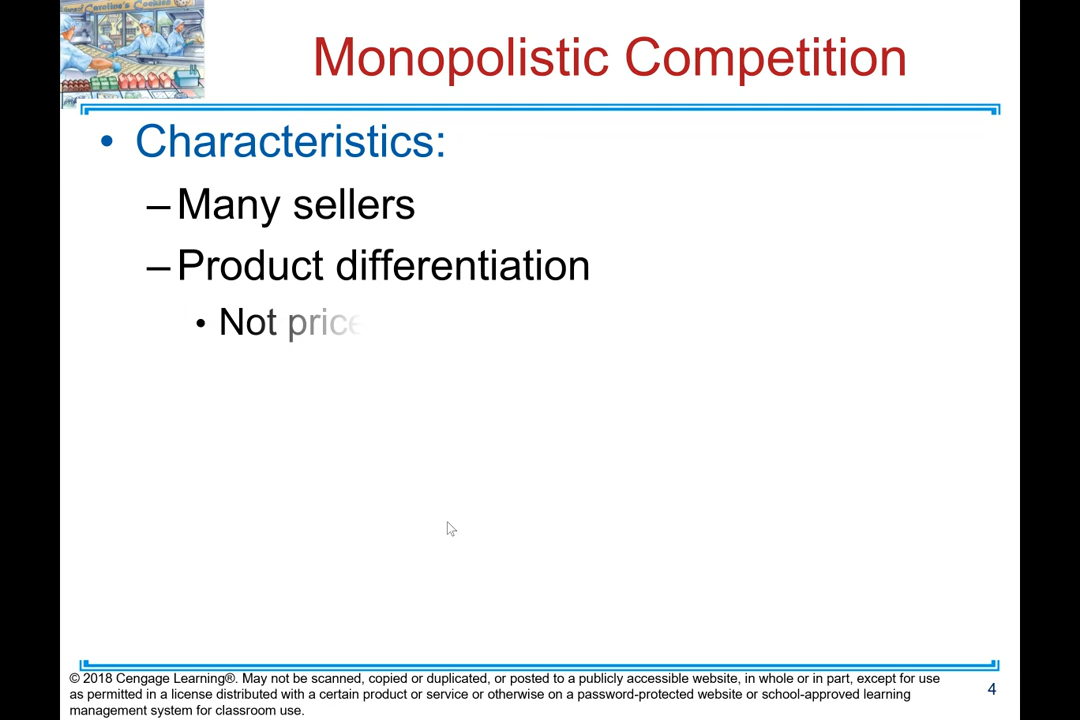 Monopolistic Competition
• Characteristics:
– Many sellers
– Product differentiation
• Not price
© 2018 Cengage Learning®. May not be scanned, copied or duplicated, or posted to a publicly accessible website, in whole or in part, except for use
as permitted in a license distributed with a certain product or service or otherwise on a password-protected website or school-approved learning
management system for classroom use.
4